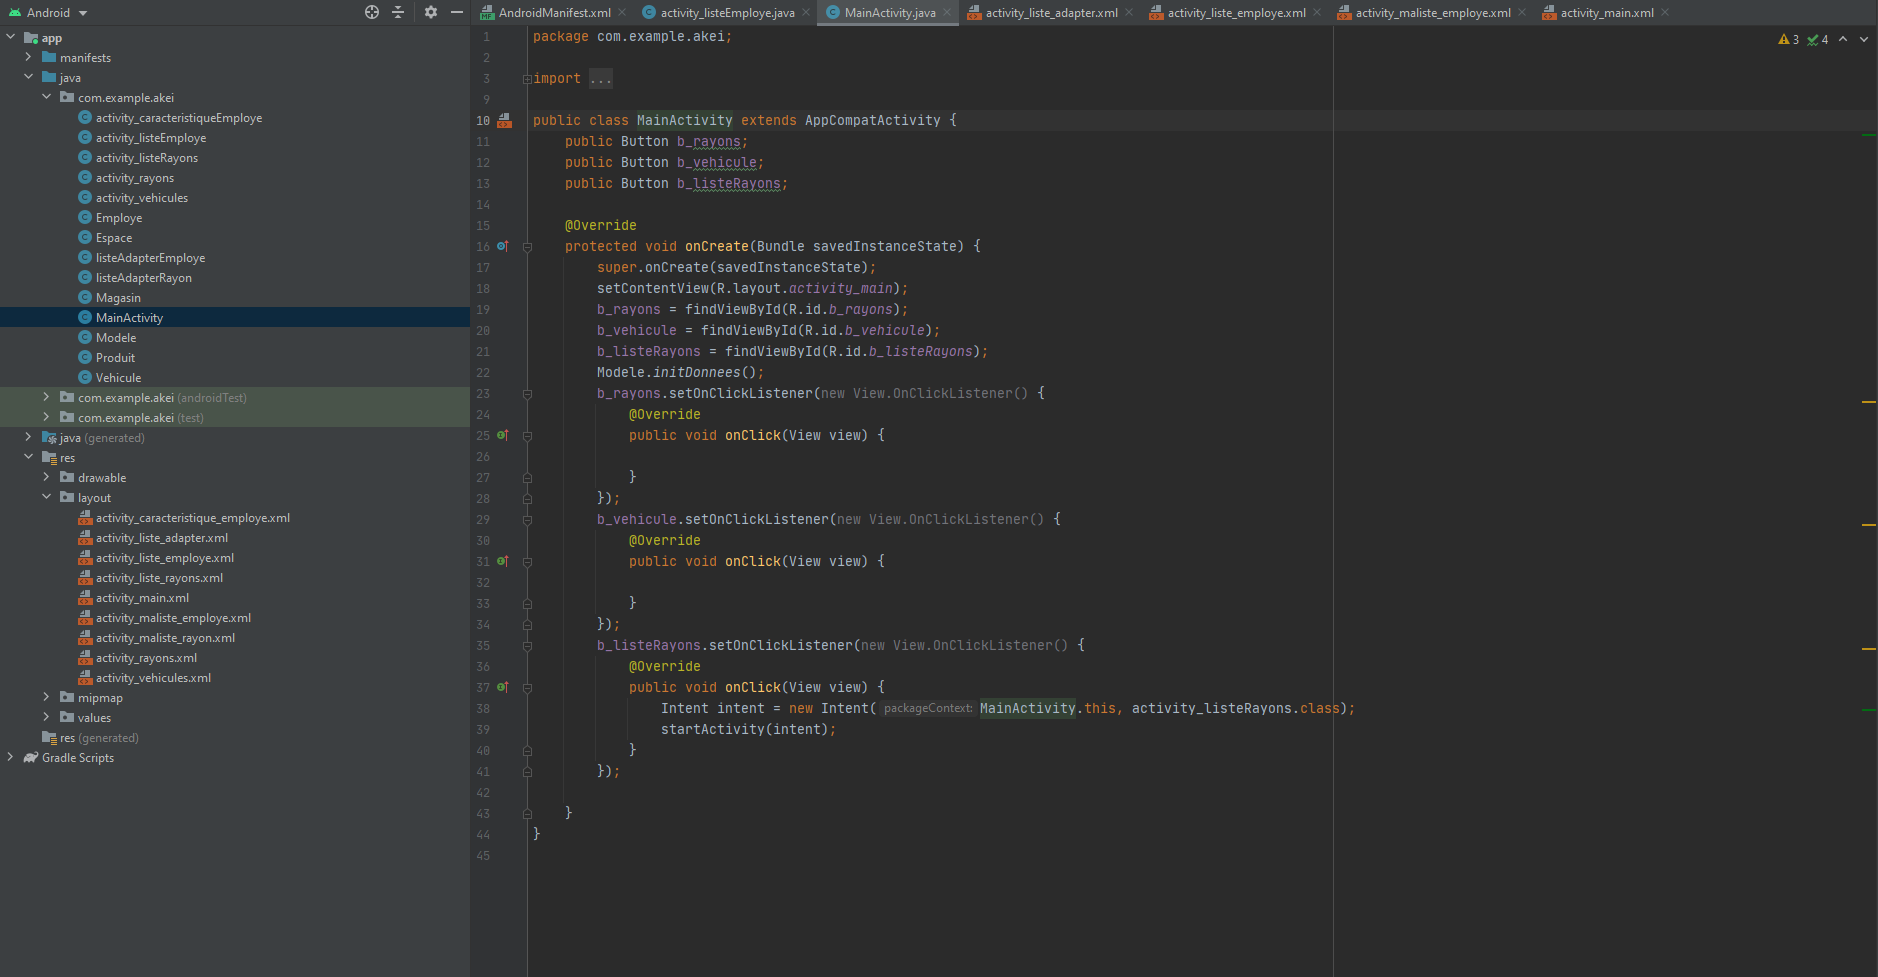 Android
app
manifests
java
com.example.akei
activity_caracteristiqueEmploye
activity_listeEmploye
activity_listeRayons
activity_rayons
activity_vehicules
Employe
Espace
listeAdapterEmploye
listeAdapterRayon
Magasin
MainActivity
Modele
Produit
Vehicule
com.example.akei (androidTest)
com.example.akei (test)
java (generated)
res
drawable
layout
activity_caracteristique_employe.xml
activity_liste_adapter.xml
activity_liste_employe.xml
activity_liste_rayons.xml
activity_main.xml
activity_maliste_employe.xml
activity_maliste_rayon.xml
activity_rayons.xml
activity_vehicules.xml
mipmap
values
res (generated)
Gradle Scripts
AndroidManifest.xml activity_listeEmploye.java MainActivity.java activity_liste_adapter.xml activity_liste_employe.xml activity_maliste_employe.xml activity_main.xml
3 4
1 package com.example.akei;
2
3 import ...
9
10 public class MainActivity extends AppCompatActivity {
11 public Button b_rayons;
12 public Button b_vehicule;
13 public Button b_listeRayons;
14
15 @Override
16 protected void onCreate(Bundle savedInstanceState) {
17 super.onCreate(savedInstanceState);
18 setContentView(R.layout.activity_main);
19 b_rayons = findViewById(R.id.b_rayons);
20 b_vehicule = findViewById(R.id.b_vehicule);
21 b_listeRayons = findViewById(R.id.b_listeRayons);
22 Modele.initDonnees();
23 b_rayons.setOnClickListener(new View.OnClickListener() {
24 @Override
25 public void onClick(View view) {
26
27 }
28 });
29 b_vehicule.setOnClickListener(new View.OnClickListener() {
30 @Override
31 public void onClick(View view) {
32
33 }
34 });
35 b_listeRayons.setOnClickListener(new View.OnClickListener() {
36 @Override
37 public void onClick(View view) {
38 Intent intent = new Intent( packageContext: MainActivity.this, activity_listeRayons.class);
39 startActivity(intent);
40 }
41 });
42
43 }
44 }
45